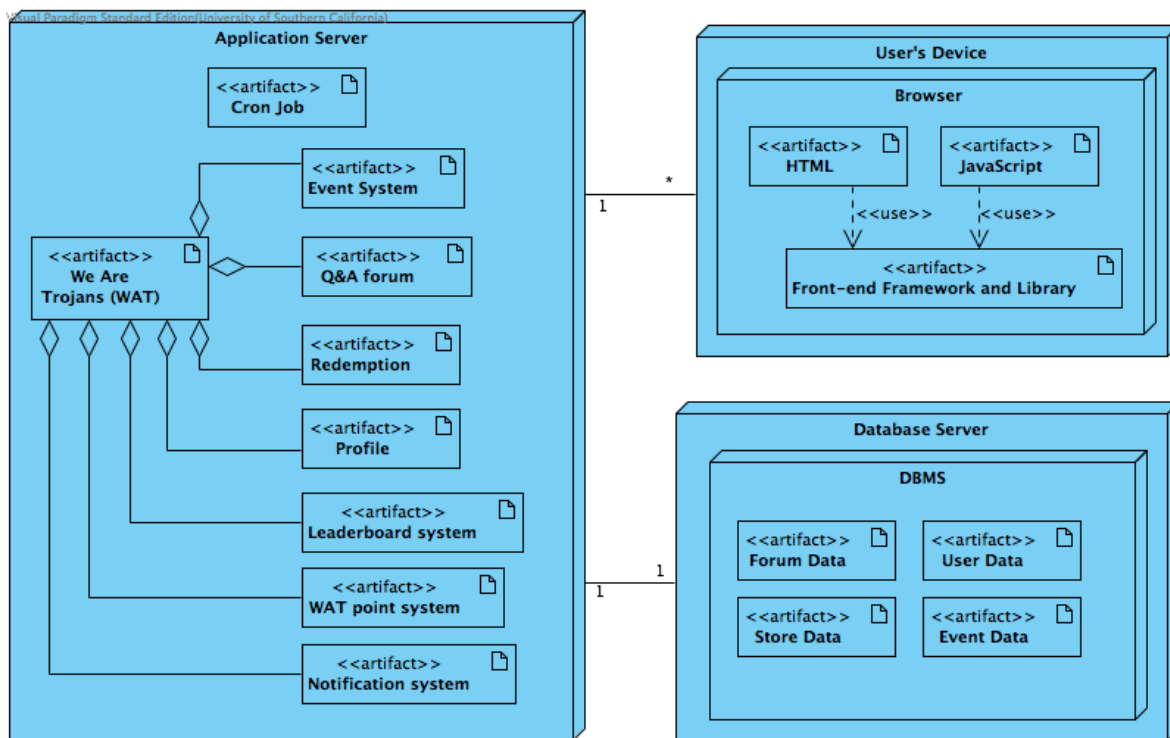 Visual Paradigm Standard Edition(University of Southern California)
Application Server
<<artifact>>
Cron Job
<<artifact>>
Event System
<<artifact>>
We Are
Trojans (WAT)
<<artifact>>
Q&A forum
<<artifact>>
Redemption
<<artifact>>
Profile
<<artifact>>
Leaderboard system
<<artifact>>
WAT point system
<<artifact>>
Notification system
1
*
1
1
User's Device
Browser
<<artifact>>
HTML
<<artifact>>
JavaScript
<<use>>
<<use>>
<<artifact>>
Front-end Framework and Library
Database Server
DBMS
<<artifact>>
Forum Data
<<artifact>>
User Data
<<artifact>>
Store Data
<<artifact>>
Event Data